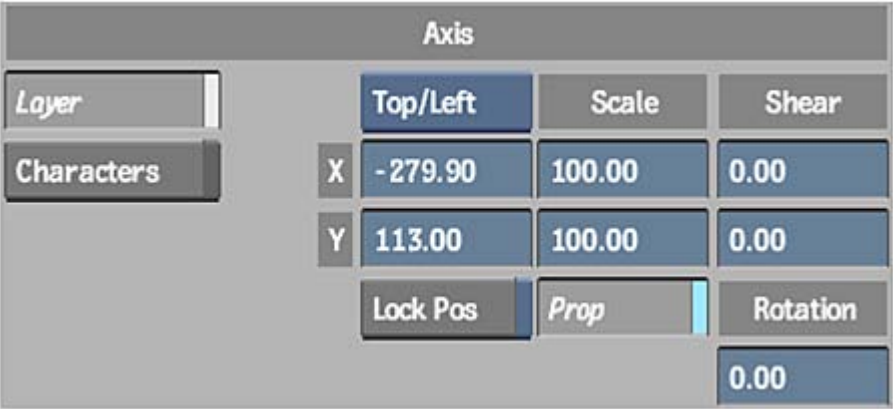 Axis
Layer Top/Left Scale Shear
Characters X -279.90 100.00 0.00
Y 113.00 100.00 0.00
Lock Pos Prop Rotation
0.00